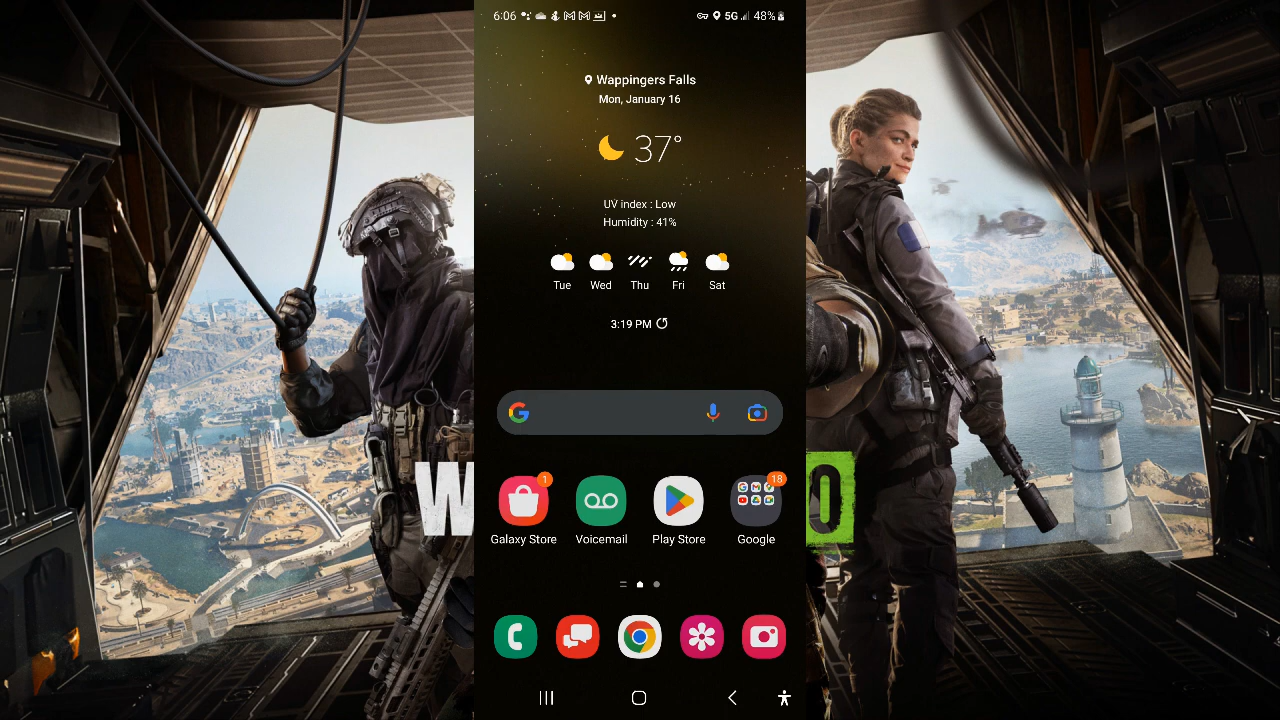 6:06 5G 48%
Wappingers Falls
Mon, January 16
37°
UV index : Low
Humidity : 41%
Tue Wed Thu Fri Sat
3:19 PM
W
0
1 18
Galaxy Store Voicemail Play Store Google